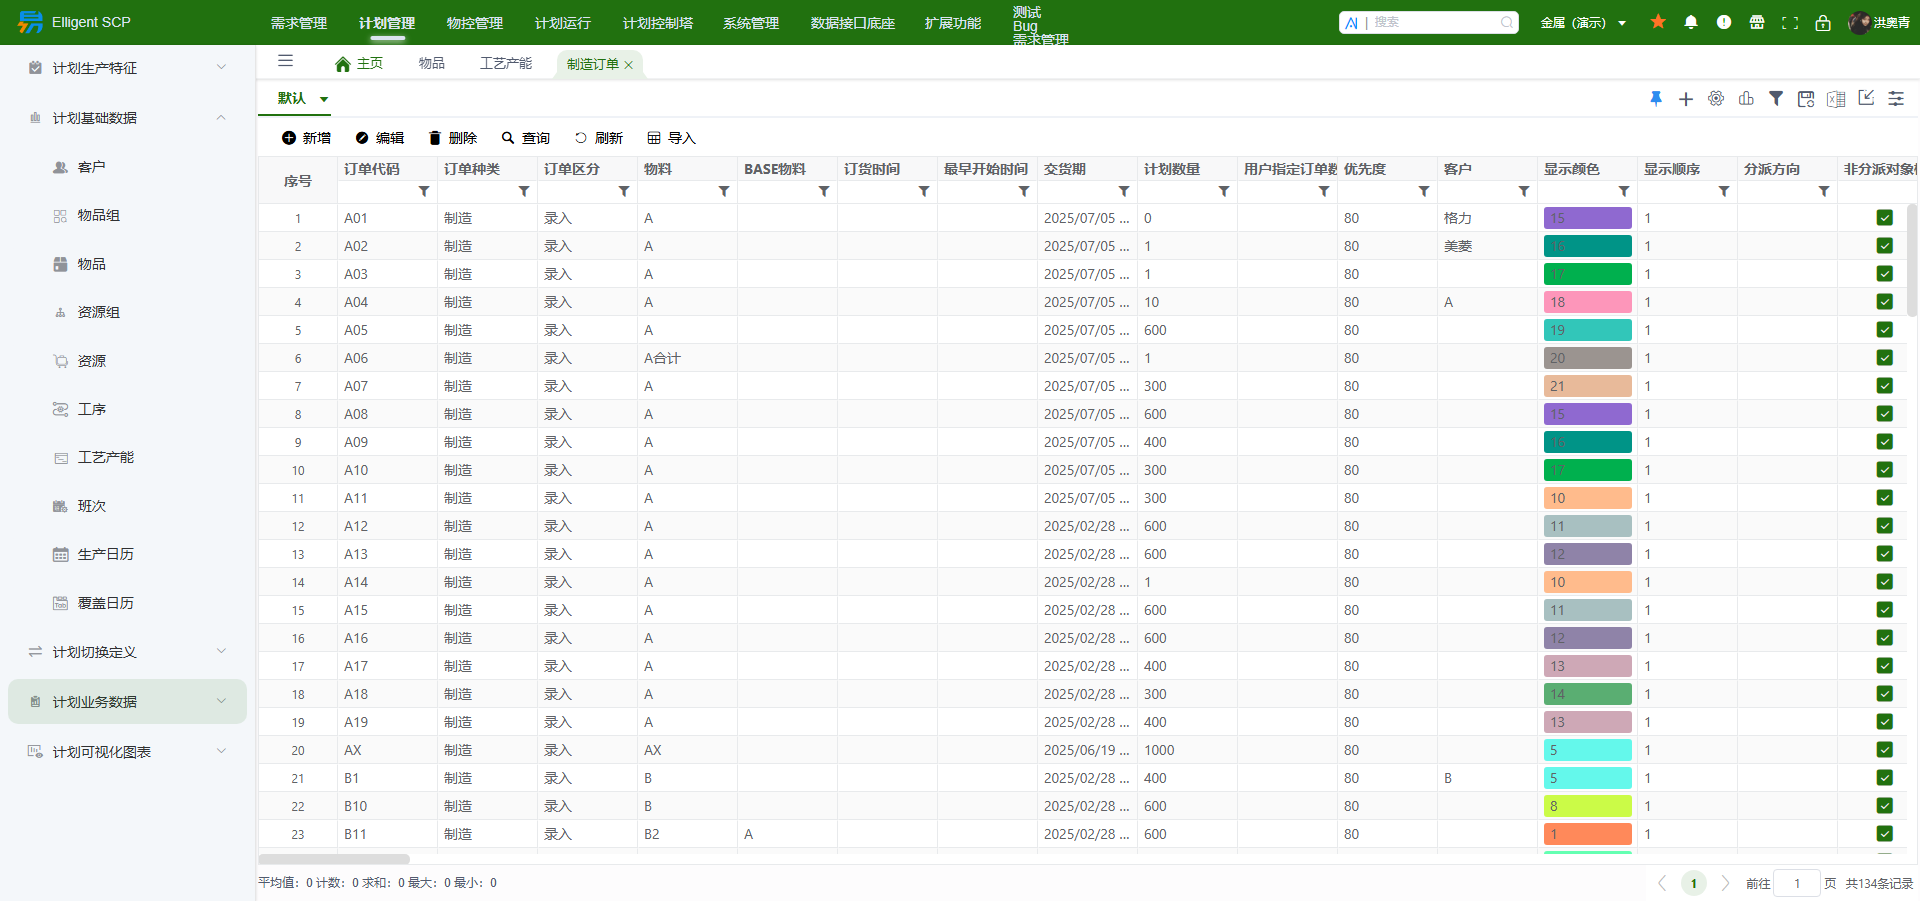 Elligent SCP 需求管理 计划管理 物控管理 计划运行 计划控制塔 系统管理 数据接口底座 扩展功能 测试 Bug 需求管理 AI | 搜索 金属（演示） 洪奥青
计划生产特征
计划基础数据
客户
物品组
物品
资源组
资源
工序
工艺产能
班次
生产日历
覆盖日历
计划切换定义
计划业务数据
计划可视化图表
主页 物品 工艺产能 制造订单
默认
新增 编辑 删除 查询 刷新 导入
序号 订单代码 订单种类 订单区分 物料 BASE物料 订货时间 最早开始时间 交货期 计划数量 用户指定订单数 优先度 客户 显示颜色 显示顺序 分派方向 非分派对象
1 A01 制造 录入 A 2025/07/05 ... 0 80 格力 15 1
2 A02 制造 录入 A 2025/07/05 ... 1 80 美菱 16 1
3 A03 制造 录入 A 2025/07/05 ... 1 80 17 1
4 A04 制造 录入 A 2025/07/05 ... 10 80 A 18 1
5 A05 制造 录入 A 2025/07/05 ... 600 80 19 1
6 A06 制造 录入 A合计 2025/07/05 ... 1 80 20 1
7 A07 制造 录入 A 2025/07/05 ... 300 80 21 1
8 A08 制造 录入 A 2025/07/05 ... 600 80 15 1
9 A09 制造 录入 A 2025/07/05 ... 400 80 16 1
10 A10 制造 录入 A 2025/07/05 ... 300 80 17 1
11 A11 制造 录入 A 2025/07/05 ... 300 80 10 1
12 A12 制造 录入 A 2025/02/28 ... 600 80 11 1
13 A13 制造 录入 A 2025/02/28 ... 600 80 12 1
14 A14 制造 录入 A 2025/02/28 ... 1 80 10 1
15 A15 制造 录入 A 2025/02/28 ... 600 80 11 1
16 A16 制造 录入 A 2025/02/28 ... 600 80 12 1
17 A17 制造 录入 A 2025/02/28 ... 400 80 13 1
18 A18 制造 录入 A 2025/02/28 ... 300 80 14 1
19 A19 制造 录入 A 2025/02/28 ... 400 80 13 1
20 AX 制造 录入 AX 2025/06/19 ... 1000 80 5 1
21 B1 制造 录入 B 2025/02/28 ... 400 80 B 5 1
22 B10 制造 录入 B 2025/02/28 ... 600 80 8 1
23 B11 制造 录入 B2 A 2025/02/28 ... 600 80 1 1
平均值：0 计数：0 求和：0 最大：0 最小：0 1 前往 1 页 共134条记录